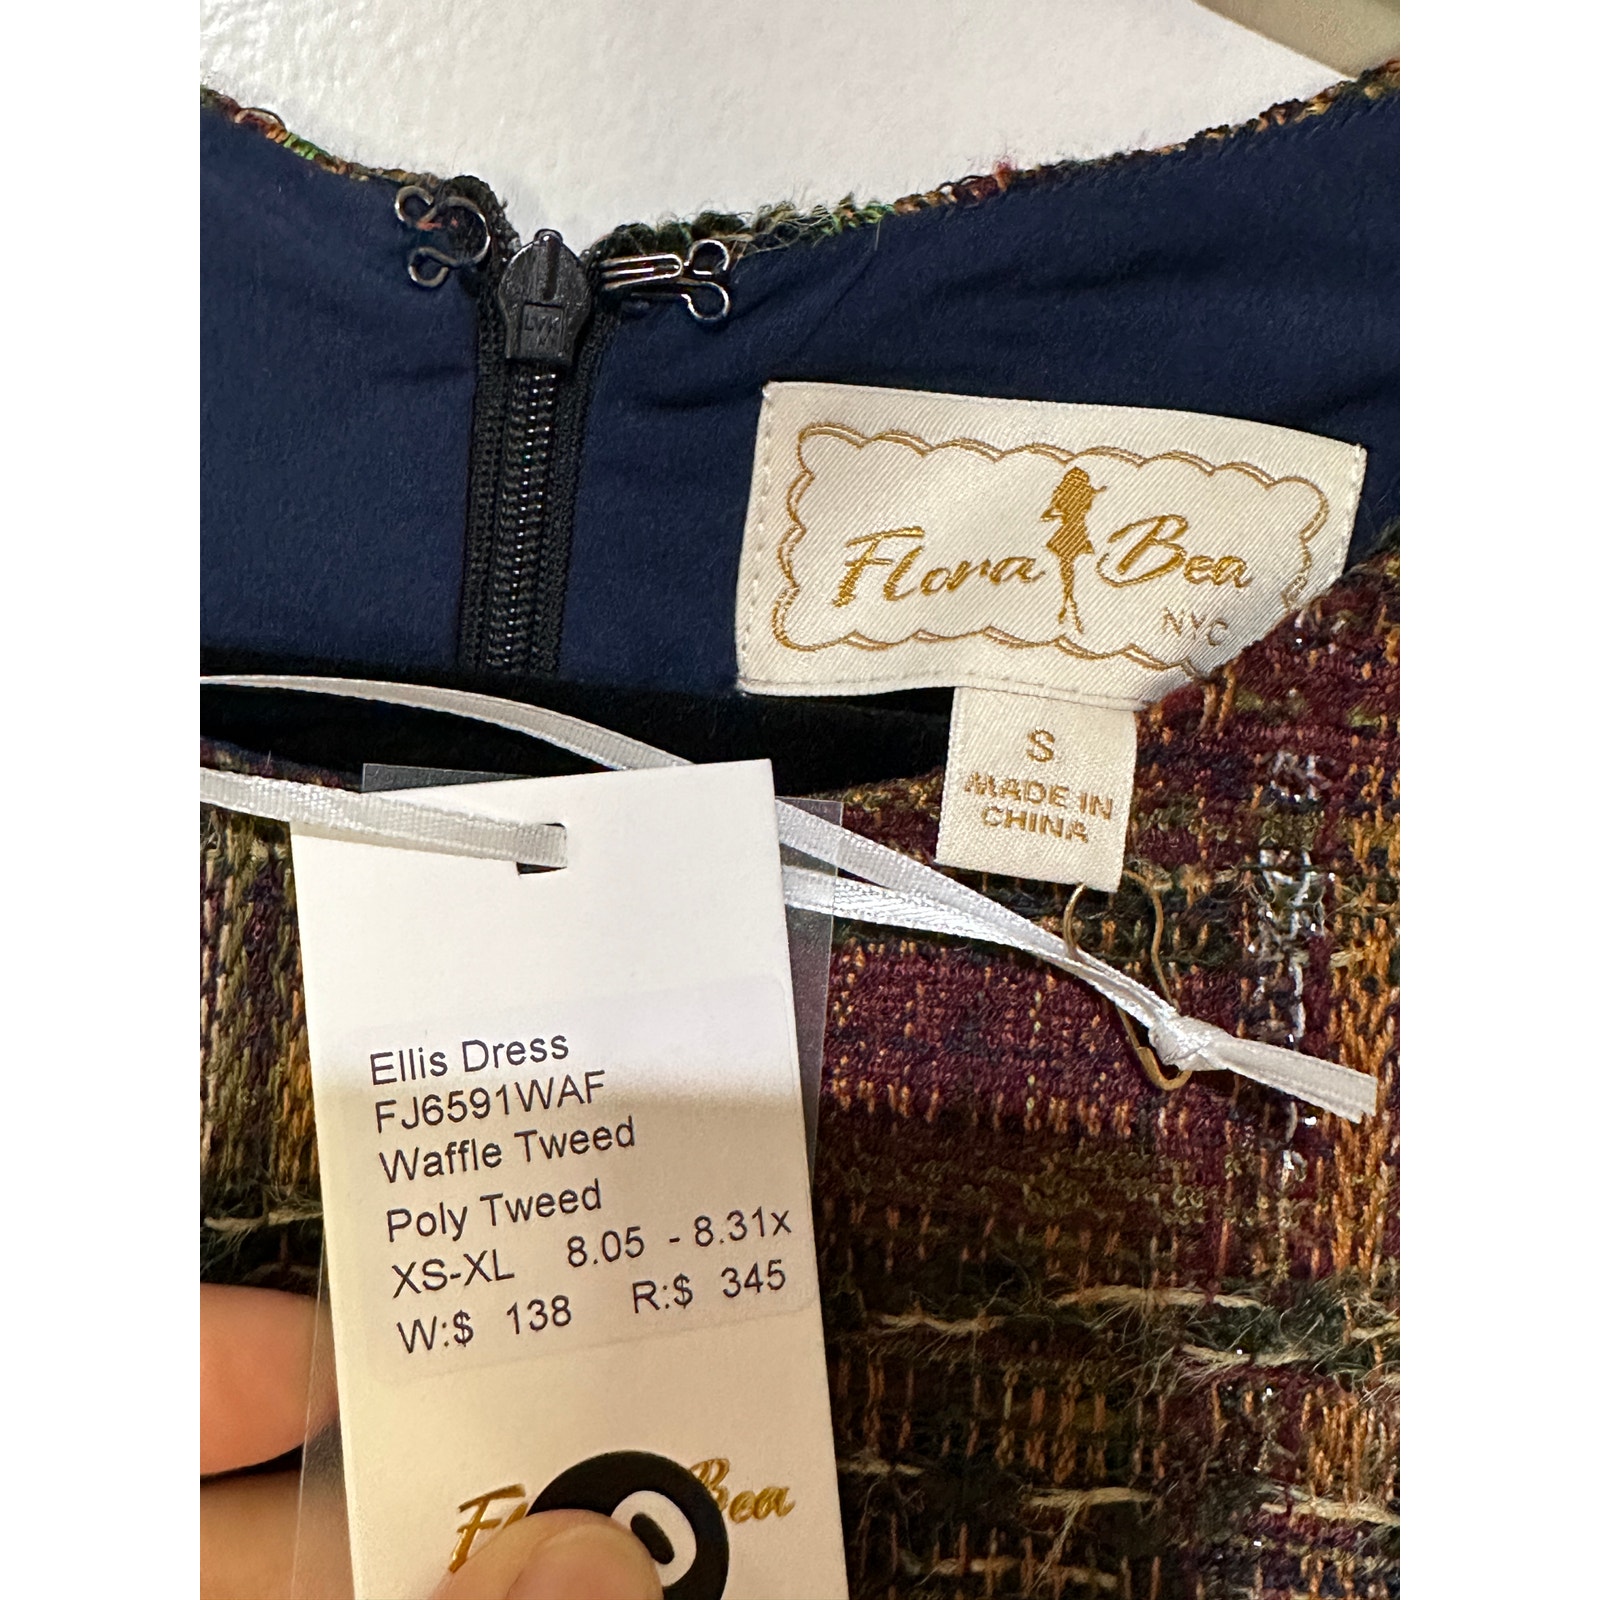 LVK
Flora Bea
NYC
S
MADE IN
CHINA
Ellis Dress
FJ6591WAF
Waffle Tweed
Poly Tweed
XS-XL 8.05 - 8.31x
W:$ 138 R:$ 345
Bea